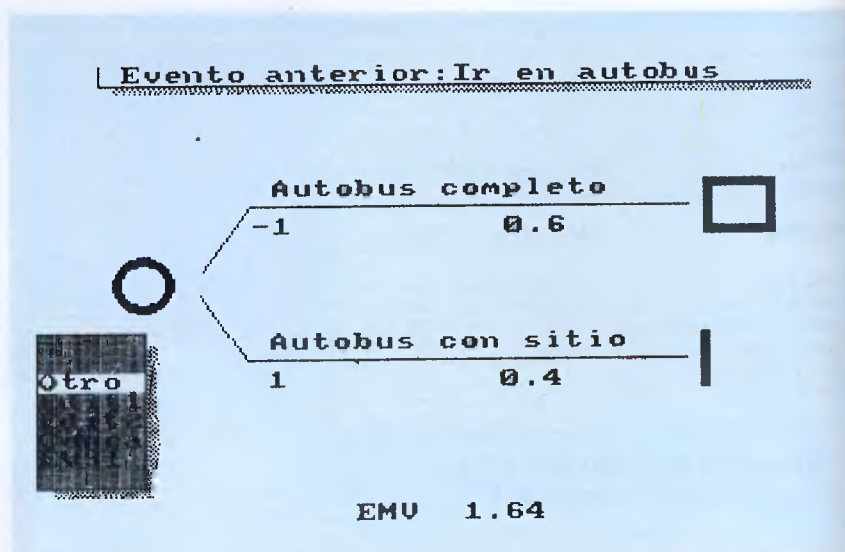 Evento anterior:Ir en autobus
Autobus completo
-1 0.6
Autobus con sitio
Otro
1 0.4
EMV 1.64